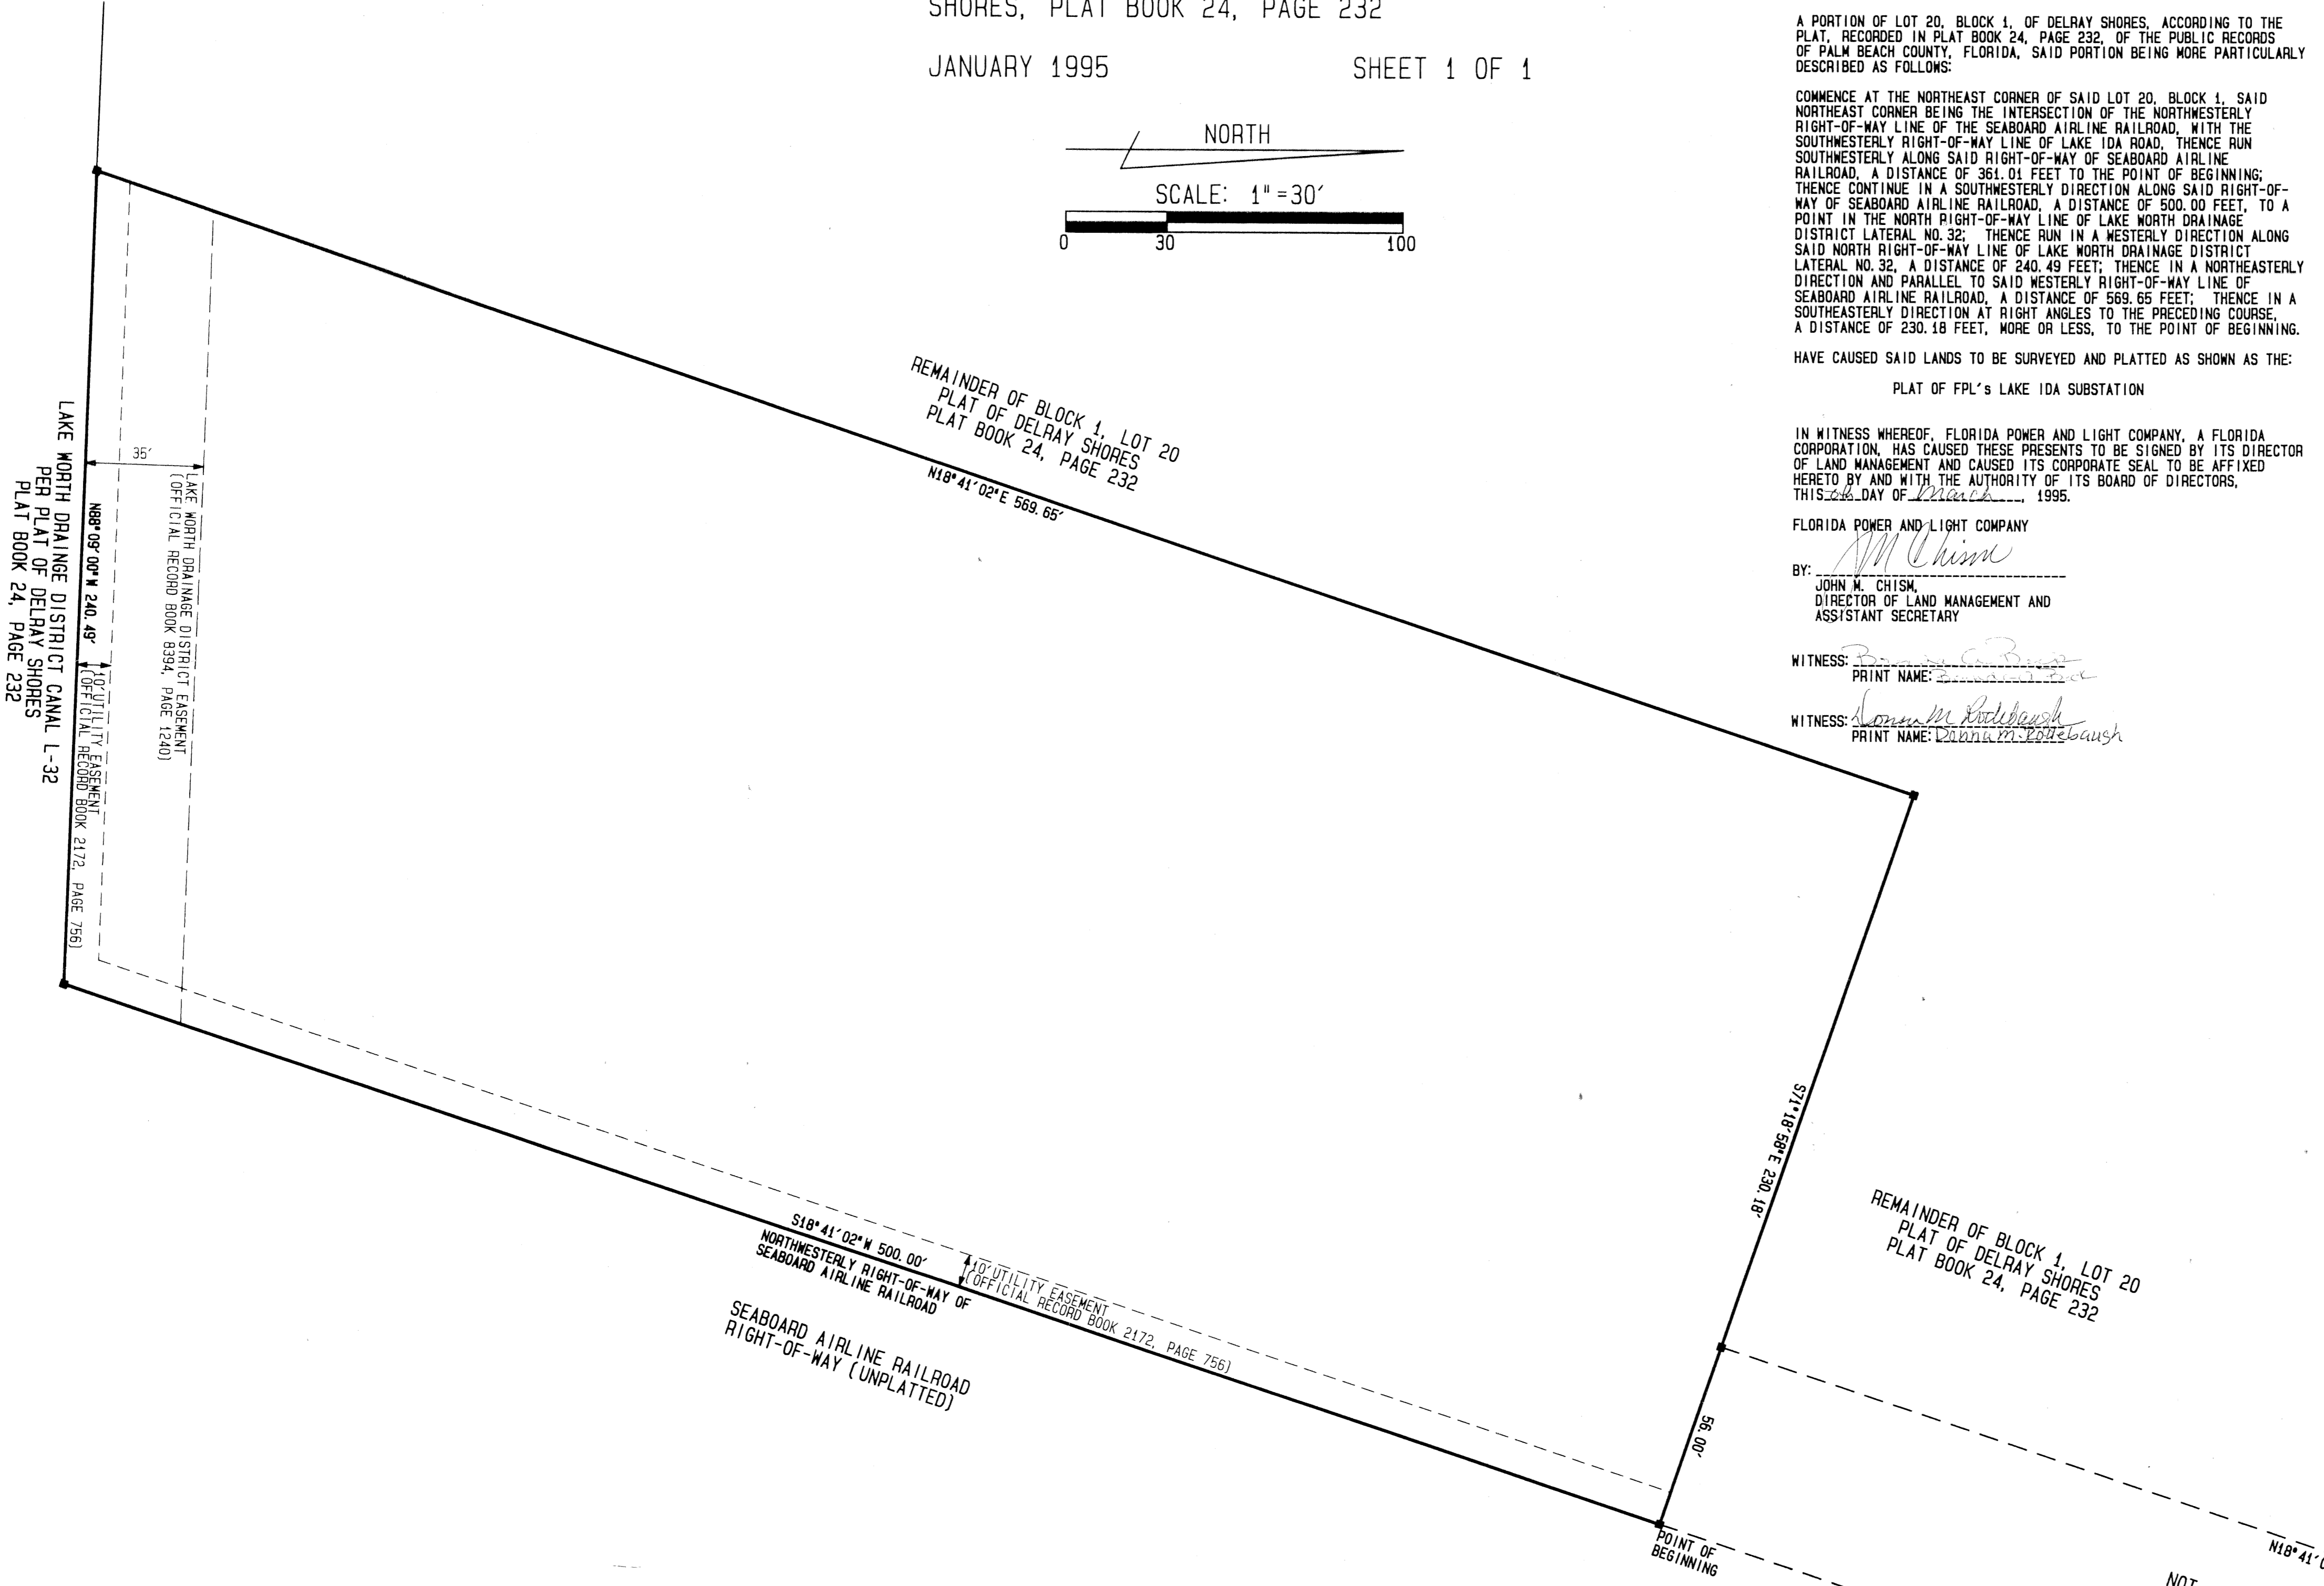 SHORES, PLAT BOOK 24, PAGE 232
JANUARY 1995
SHEET 1 OF 1
NORTH
SCALE: 1"=30'
0 30 100
A PORTION OF LOT 20, BLOCK 1, OF DELRAY SHORES, ACCORDING TO THE
PLAT, RECORDED IN PLAT BOOK 24, PAGE 232, OF THE PUBLIC RECORDS
OF PALM BEACH COUNTY, FLORIDA, SAID PORTION BEING MORE PARTICULARLY
DESCRIBED AS FOLLOWS:
COMMENCE AT THE NORTHEAST CORNER OF SAID LOT 20, BLOCK 1, SAID
NORTHEAST CORNER BEING THE INTERSECTION OF THE NORTHWESTERLY
RIGHT-OF-WAY LINE OF THE SEABOARD AIRLINE RAILROAD, WITH THE
SOUTHWESTERLY RIGHT-OF-WAY LINE OF LAKE IDA ROAD, THENCE RUN
SOUTHWESTERLY ALONG SAID RIGHT-OF-WAY OF SEABOARD AIRLINE
RAILROAD, A DISTANCE OF 361.01 FEET TO THE POINT OF BEGINNING;
THENCE CONTINUE IN A SOUTHWESTERLY DIRECTION ALONG SAID RIGHT-OF-
WAY OF SEABOARD AIRLINE RAILROAD, A DISTANCE OF 500.00 FEET, TO A
POINT IN THE NORTH RIGHT-OF-WAY LINE OF LAKE WORTH DRAINAGE
DISTRICT LATERAL NO. 32; THENCE RUN IN A WESTERLY DIRECTION ALONG
SAID NORTH RIGHT-OF-WAY LINE OF LAKE WORTH DRAINAGE DISTRICT
LATERAL NO. 32, A DISTANCE OF 240.49 FEET; THENCE IN A NORTHEASTERLY
DIRECTION AND PARALLEL TO SAID WESTERLY RIGHT-OF-WAY LINE OF
SEABOARD AIRLINE RAILROAD, A DISTANCE OF 569.65 FEET; THENCE IN A
SOUTHEASTERLY DIRECTION AT RIGHT ANGLES TO THE PRECEDING COURSE,
A DISTANCE OF 230.18 FEET, MORE OR LESS, TO THE POINT OF BEGINNING.
HAVE CAUSED SAID LANDS TO BE SURVEYED AND PLATTED AS SHOWN AS THE:
PLAT OF FPL's LAKE IDA SUBSTATION
IN WITNESS WHEREOF, FLORIDA POWER AND LIGHT COMPANY, A FLORIDA
CORPORATION, HAS CAUSED THESE PRESENTS TO BE SIGNED BY ITS DIRECTOR
OF LAND MANAGEMENT AND CAUSED ITS CORPORATE SEAL TO BE AFFIXED
HERETO BY AND WITH THE AUTHORITY OF ITS BOARD OF DIRECTORS,
THIS DAY OF March, 1995.
FLORIDA POWER AND LIGHT COMPANY
BY: M Chism
JOHN M. CHISM,
DIRECTOR OF LAND MANAGEMENT AND
ASSISTANT SECRETARY
WITNESS:
PRINT NAME:
WITNESS: Donna M Rodebaugh
PRINT NAME: Donna M. Rodebaugh
REMAINDER OF BLOCK 1, LOT 20
PLAT OF DELRAY SHORES
PLAT BOOK 24, PAGE 232
N18°41'02"E 569.65'
35'
LAKE WORTH DRAINAGE DISTRICT EASEMENT
(OFFICIAL RECORD BOOK 8394, PAGE 1240)
N88°09'00"W 240.49'
10' UTILITY EASEMENT
(OFFICIAL RECORD BOOK 2172, PAGE 756)
LAKE WORTH DRAINGE DISTRICT CANAL L-32
PER PLAT OF DELRAY SHORES
PLAT BOOK 24, PAGE 232
S18°41'02"W 500.00'
NORTHWESTERLY RIGHT-OF-WAY OF
SEABOARD AIRLINE RAILROAD
10' UTILITY EASEMENT
(OFFICIAL RECORD BOOK 2172, PAGE 756)
SEABOARD AIRLINE RAILROAD
RIGHT-OF-WAY (UNPLATTED)
S71°18'58"E 230.18'
56.00'
REMAINDER OF BLOCK 1, LOT 20
PLAT OF DELRAY SHORES
PLAT BOOK 24, PAGE 232
POINT OF
BEGINNING
N18°41'0
NOT